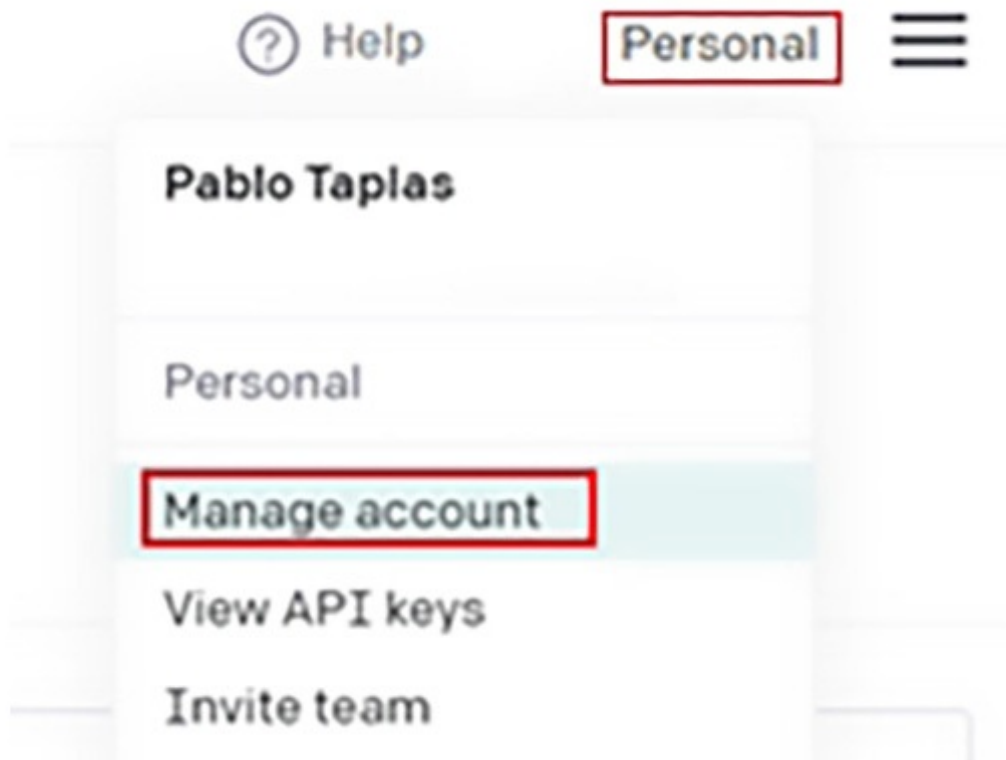 Help
Personal
Pablo Taplas
Personal
Manage account
View API keys
Invite team